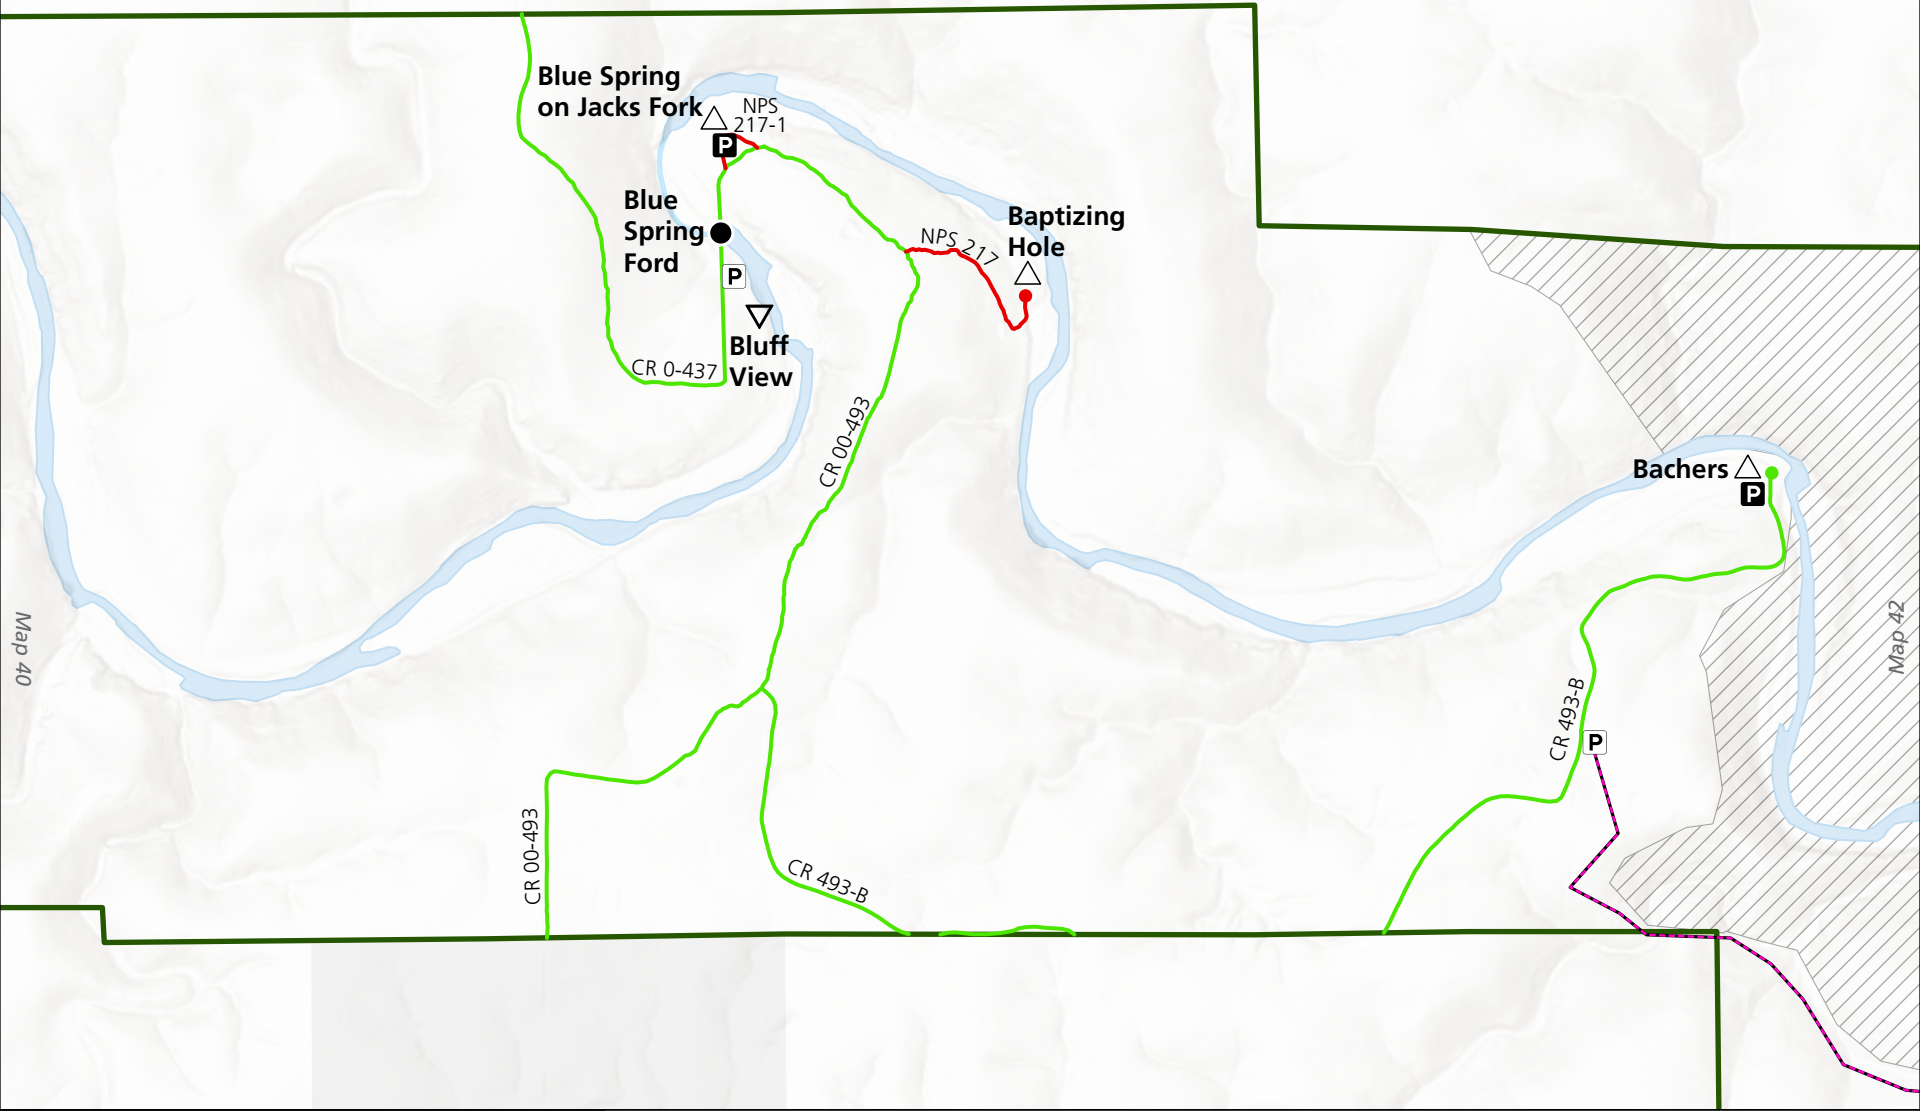 Blue Spring
on Jacks Fork
NPS
217-1
P
Blue
Spring
Ford
P
Baptizing
Hole
NPS 217
Bluff
View
CR 0-437
CR 00-493
Bachers
P
Map 40
Map 42
CR 493-B
P
CR 00-493
CR 493-B